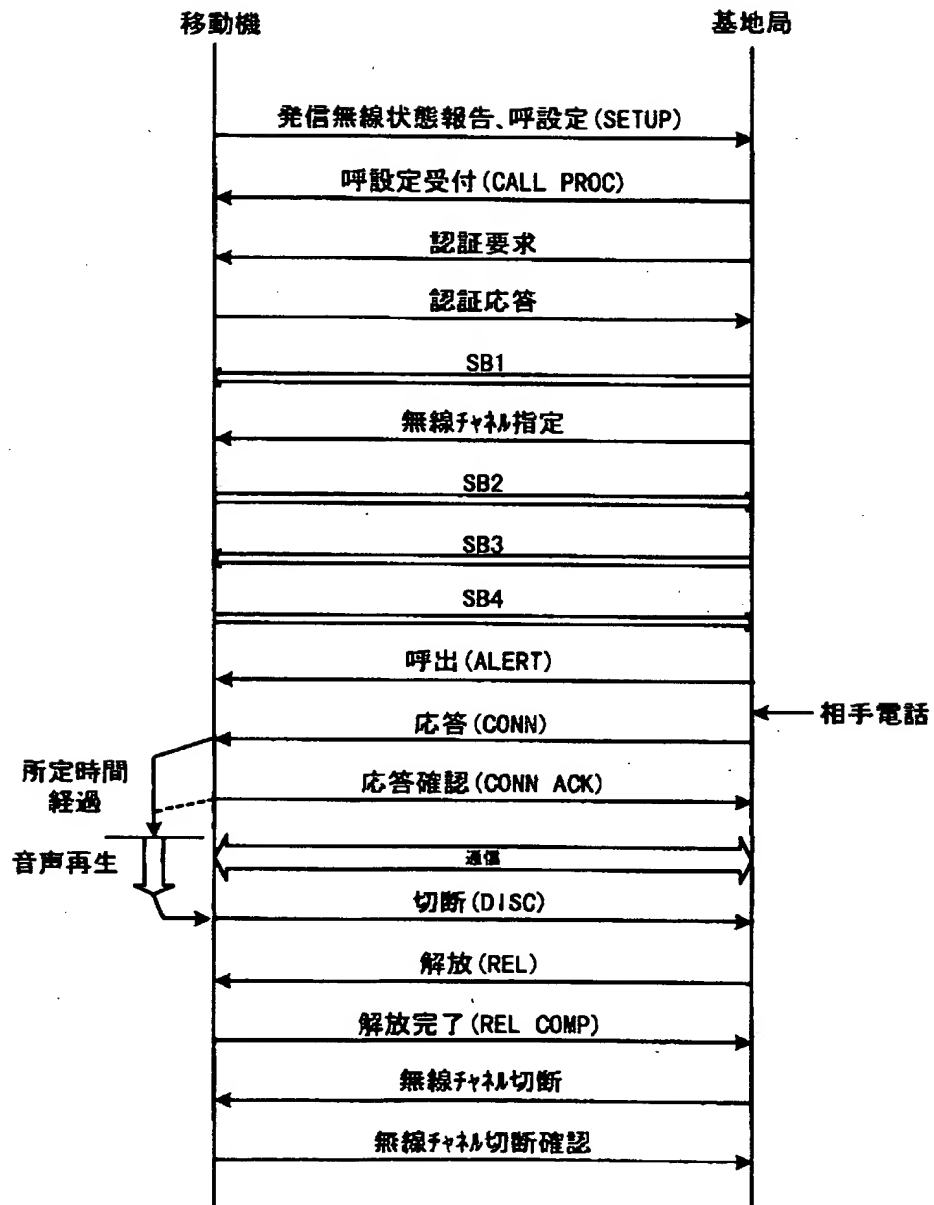 移動機
基地局
発信無線状態報告、呼設定(SETUP)
呼設定受付(CALL PROC)
認証要求
認証応答
SB1
無線ﾁｬﾈﾙ指定
SB2
SB3
SB4
呼出(ALERT)
相手電話
応答(CONN)
所定時間
経過
応答確認(CONN ACK)
音声再生
通信
切断(DISC)
解放(REL)
解放完了(REL COMP)
無線ﾁｬﾈﾙ切断
無線ﾁｬﾈﾙ切断確認